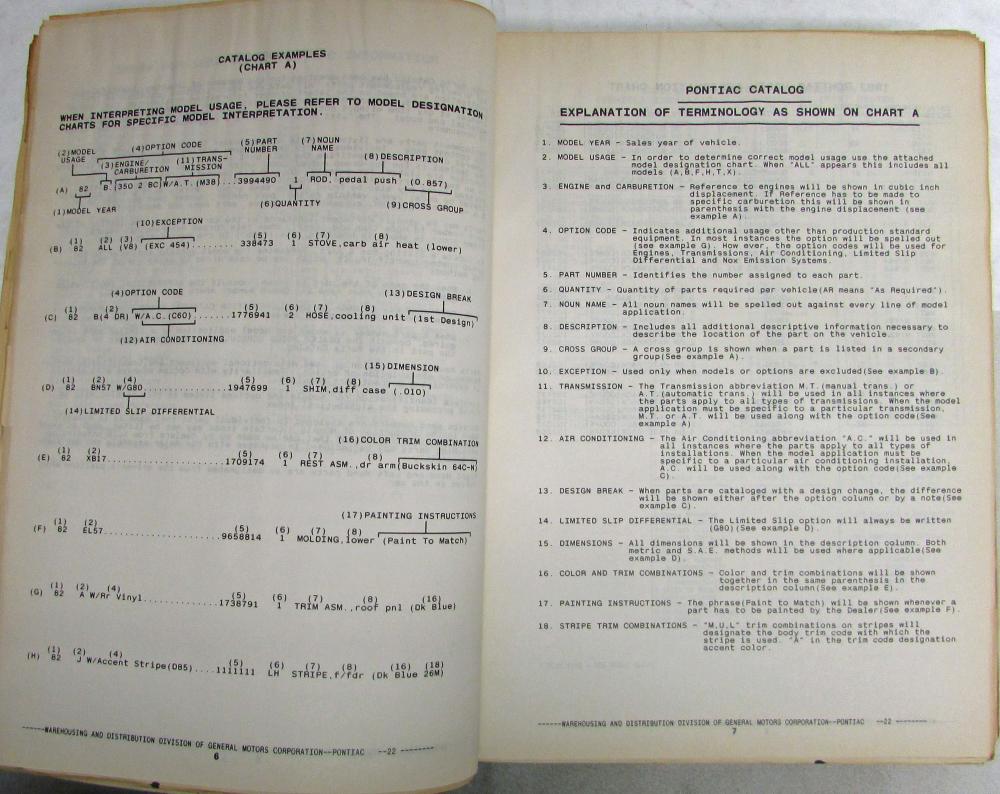 CATALOG EXAMPLES
(CHART A)
WHEN INTERPRETING MODEL USAGE, PLEASE REFER TO MODEL DESIGNATION
CHARTS FOR SPECIFIC MODEL INTERPRETATION.
(2)MODEL USAGE (4)OPTION CODE (5)PART NUMBER (7)NOUN NAME
(3)ENGINE/CARBURETION (11)TRANSMISSION (8)DESCRIPTION
(A) 82 B.(350 2 BC)W/A.T.(M38)...3994490 1 ROD, pedal push (0.857)
(1)MODEL YEAR (6)QUANTITY (9)CROSS GROUP
(10)EXCEPTION
(2) (3) (5) (6) (7) (8)
(B) 82 ALL (V8) (EXC 454)........ 338473 1 STOVE,carb air heat (lower)
(4)OPTION CODE (13)DESIGN BREAK
(1) (2) (5) (6) (7) (8)
(C) 82 B(4 DR) W/A.C.(C60)......1776941 2 HOSE,cooling unit (1st Design)
(12)AIR CONDITIONING
(15)DIMENSION
(1) (2) (4) (5) (6) (7) (8)
(D) 82 BN57 W/G80..................1947699 1 SHIM,diff case (.010)
(14)LIMITED SLIP DIFFERENTIAL
(16)COLOR TRIM COMBINATION
(1) (2) (5) (6) (7) (8)
(E) 82 XB17........................1709174 1 REST ASM.,dr arm(Buckskin 64C-N)
(17)PAINTING INSTRUCTIONS
(1) (2) (5) (6) (7) (8)
(F) 82 EL57........................9658814 1 MOLDING,lower (Paint To Match)
(1) (2) (4) (5) (6) (7) (8) (16)
(G) 82 A W/Rr Vinyl...............1738791 1 TRIM ASM.,roof pnl (Dk Blue)
(1) (2) (4) (5) (6) (7) (8) (16) (18)
(H) 82 J W/Accent Stripe(D85)....1111111 LH STRIPE,f/fdr (Dk Blue 26M)
------WAREHOUSING AND DISTRIBUTION DIVISION OF GENERAL MOTORS CORPORATION--PONTIAC --22 --------
6
PONTIAC CATALOG
EXPLANATION OF TERMINOLOGY AS SHOWN ON CHART A
1. MODEL YEAR - Sales year of vehicle.
2. MODEL USAGE - In order to determine correct model usage use the attached
model designation chart. When "ALL" appears this includes all
models (A,B,F,H,T,X).
3. ENGINE and CARBURETION - Reference to engines will be shown in cubic inch
displacement. If Reference has to be made to
specific carburetion this will be shown in
parenthesis with the engine displacement (see
example A)
4. OPTION CODE - Indicates additional usage other than production standard
equipment. In most instances the option will be spelled out
(see example G). How ever, the option codes will be used for
Engines, Transmissions, Air Conditioning, Limited Slip
Differential and Nox Emission Systems.
5. PART NUMBER - Identifies the number assigned to each part.
6. QUANTITY - Quantity of parts required per vehicle(AR means "As Required").
7. NOUN NAME - All noun names will be spelled out against every line of model
application.
8. DESCRIPTION - Includes all additional descriptive information necessary to
describe the location of the part on the vehicle.
9. CROSS GROUP - A cross group is shown when a part is listed in a secondary
group(See example A).
10. EXCEPTION - Used only when models or options are excluded(See example B).
11. TRANSMISSION - The Transmission abbreviation M.T.(manual trans.) or
A.T.(automatic trans.) will be used in all instances where
the parts apply to all types of transmissions. When the model
application must be specific to a particular transmission,
M.T. or A.T. will be used along with the option code(See
example A)
12. AIR CONDITIONING - The Air Conditioning abbreviation "A.C." will be used in
all instances where the parts apply to all types of
installations. When the model application must be
specific to a particular air conditioning installation,
A.C. will be used along with the option code(See example
C).
13. DESIGN BREAK - When parts are cataloged with a design change, the difference
will be shown either after the option column or by a note(See
example C).
14. LIMITED SLIP DIFFERENTIAL - The Limited Slip option will always be written
(G80)(See example D).
15. DIMENSIONS - All dimensions will be shown in the description column. Both
metric and S.A.E. methods will be used where applicable(See
example D).
16. COLOR AND TRIM COMBINATIONS - Color and trim combinations will be shown
together in the same parenthesis in the
description column(See example E).
17. PAINTING INSTRUCTIONS - The phrase(Paint to Match) will be shown whenever a
part has to be painted by the Dealer(See example F).
18. STRIPE TRIM COMBINATIONS - "M,U,L" trim combinations on stripes will
designate the body trim code with which the
stripe is used. "A" in the trim code designation
accent color.
------WAREHOUSING AND DISTRIBUTION DIVISION OF GENERAL MOTORS CORPORATION--PONTIAC --22 --------
7